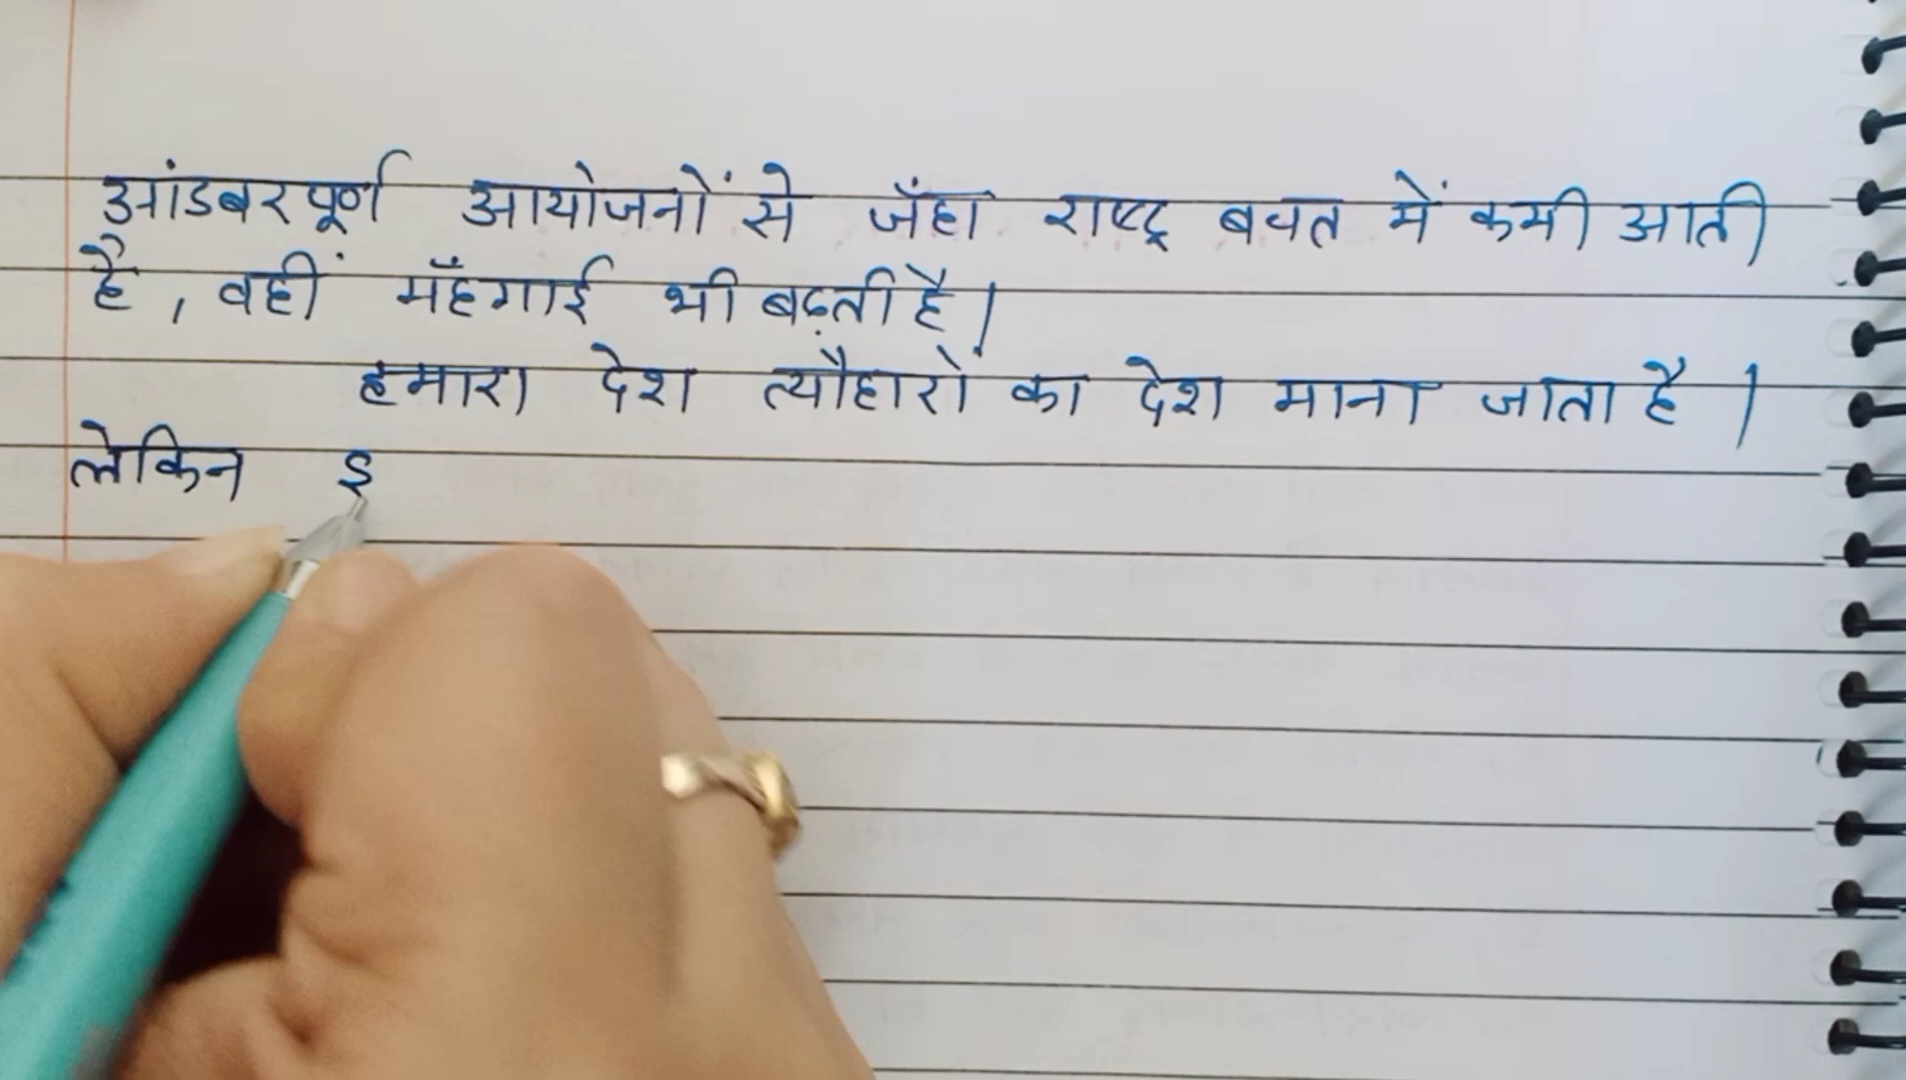 आंडबरपूर्ण आयोजनों से जँहा राष्ट्र बचत में कमी आती
है, वहीं मँहगाई भी बढ़ती है।
हमारा देश त्यौहारों का देश माना जाता है।
लेकिन इ